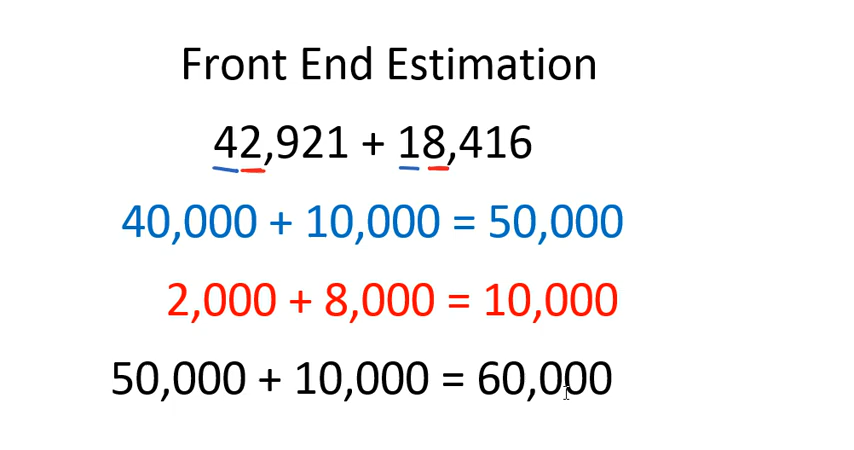 Front End Estimation
42,921 + 18,416
40,000 + 10,000 = 50,000
2,000 + 8,000 = 10,000
50,000 + 10,000 = 60,000